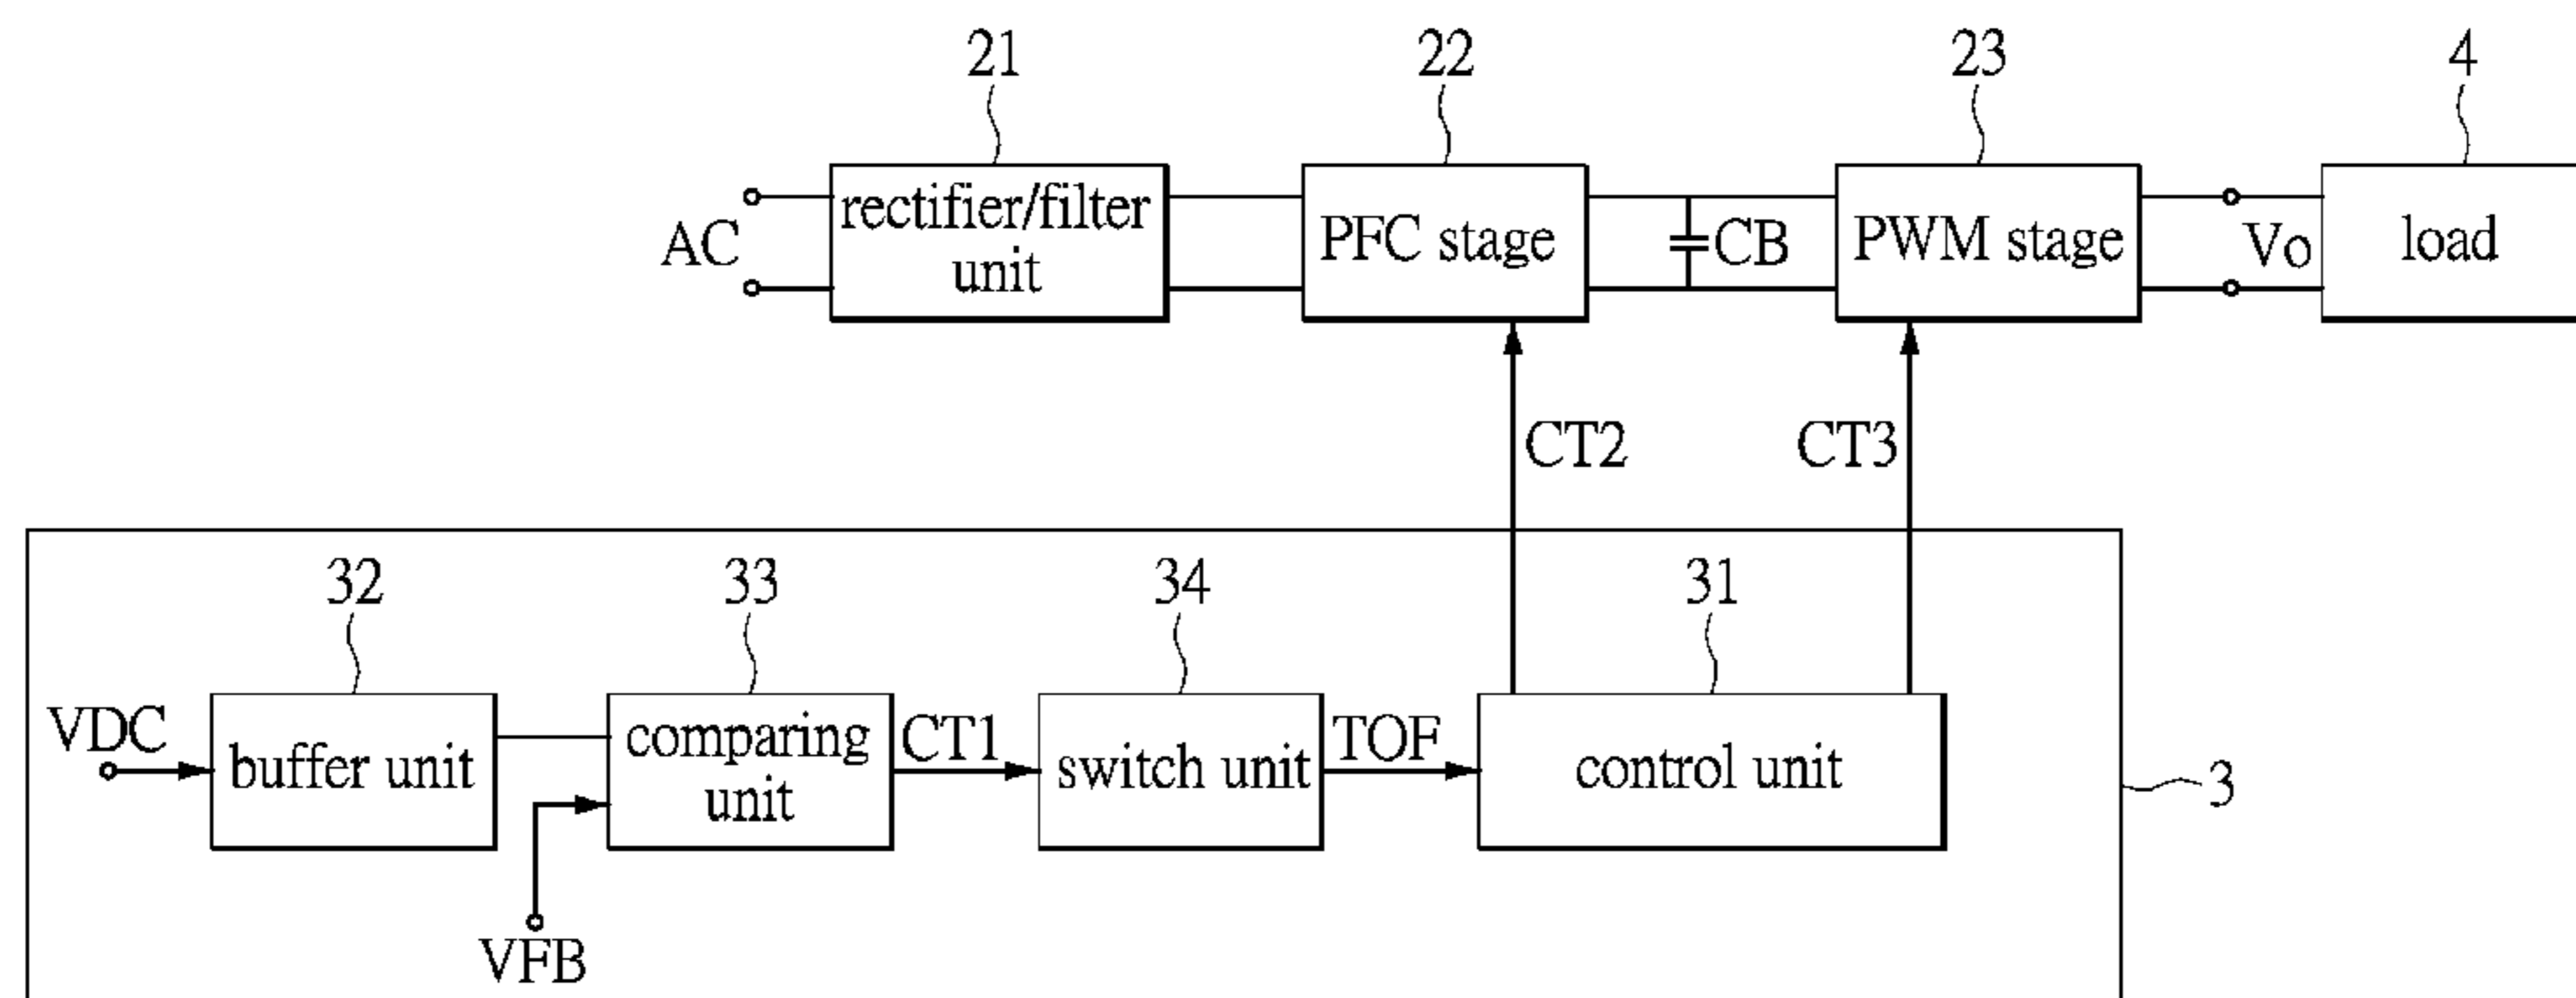 21
22
23
4
AC
rectifier/filter
unit
PFC stage
CB
PWM stage
Vo
load
CT2
CT3
32
33
34
31
VDC
buffer unit
comparing
unit
CT1
switch unit
TOF
control unit
3
VFB